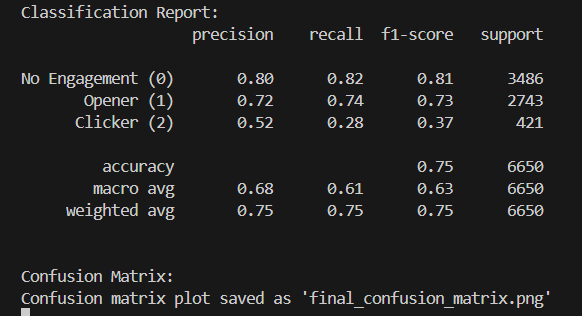 Classification Report:
precision recall f1-score support
No Engagement (0) 0.80 0.82 0.81 3486
Opener (1) 0.72 0.74 0.73 2743
Clicker (2) 0.52 0.28 0.37 421
accuracy 0.75 6650
macro avg 0.68 0.61 0.63 6650
weighted avg 0.75 0.75 0.75 6650
Confusion Matrix:
Confusion matrix plot saved as 'final_confusion_matrix.png'